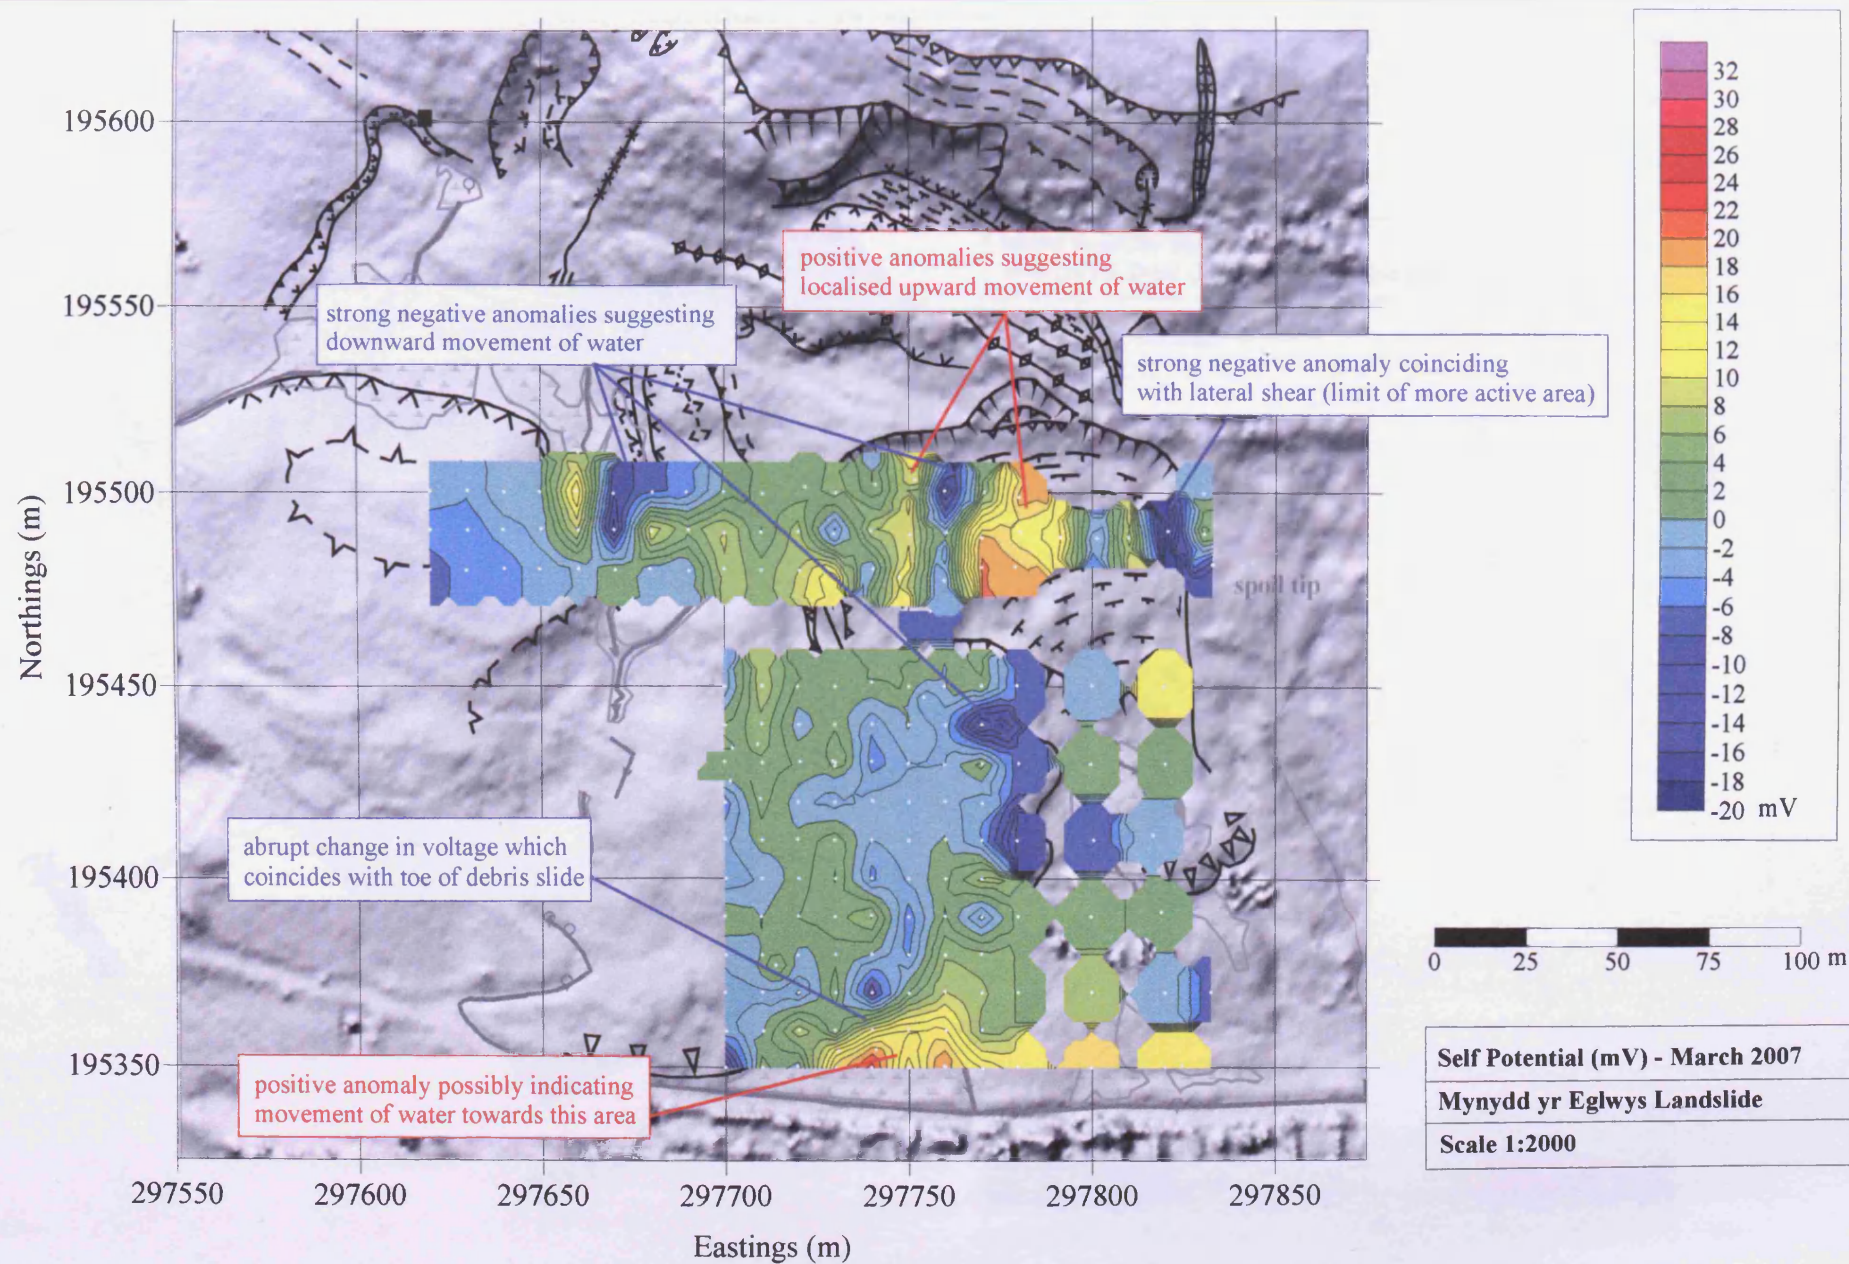 195600
195550
195500
195450
195400
195350
Northings (m)
297550
297600
297650
297700
297750
297800
297850
Eastings (m)
positive anomalies suggesting
localised upward movement of water
strong negative anomalies suggesting
downward movement of water
strong negative anomaly coinciding
with lateral shear (limit of more active area)
spoil tip
abrupt change in voltage which
coincides with toe of debris slide
positive anomaly possibly indicating
movement of water towards this area
32
30
28
26
24
22
20
18
16
14
12
10
8
6
4
2
0
-2
-4
-6
-8
-10
-12
-14
-16
-18
-20 mV
0 25 50 75 100 m
Self Potential (mV) - March 2007
Mynydd yr Eglwys Landslide
Scale 1:2000